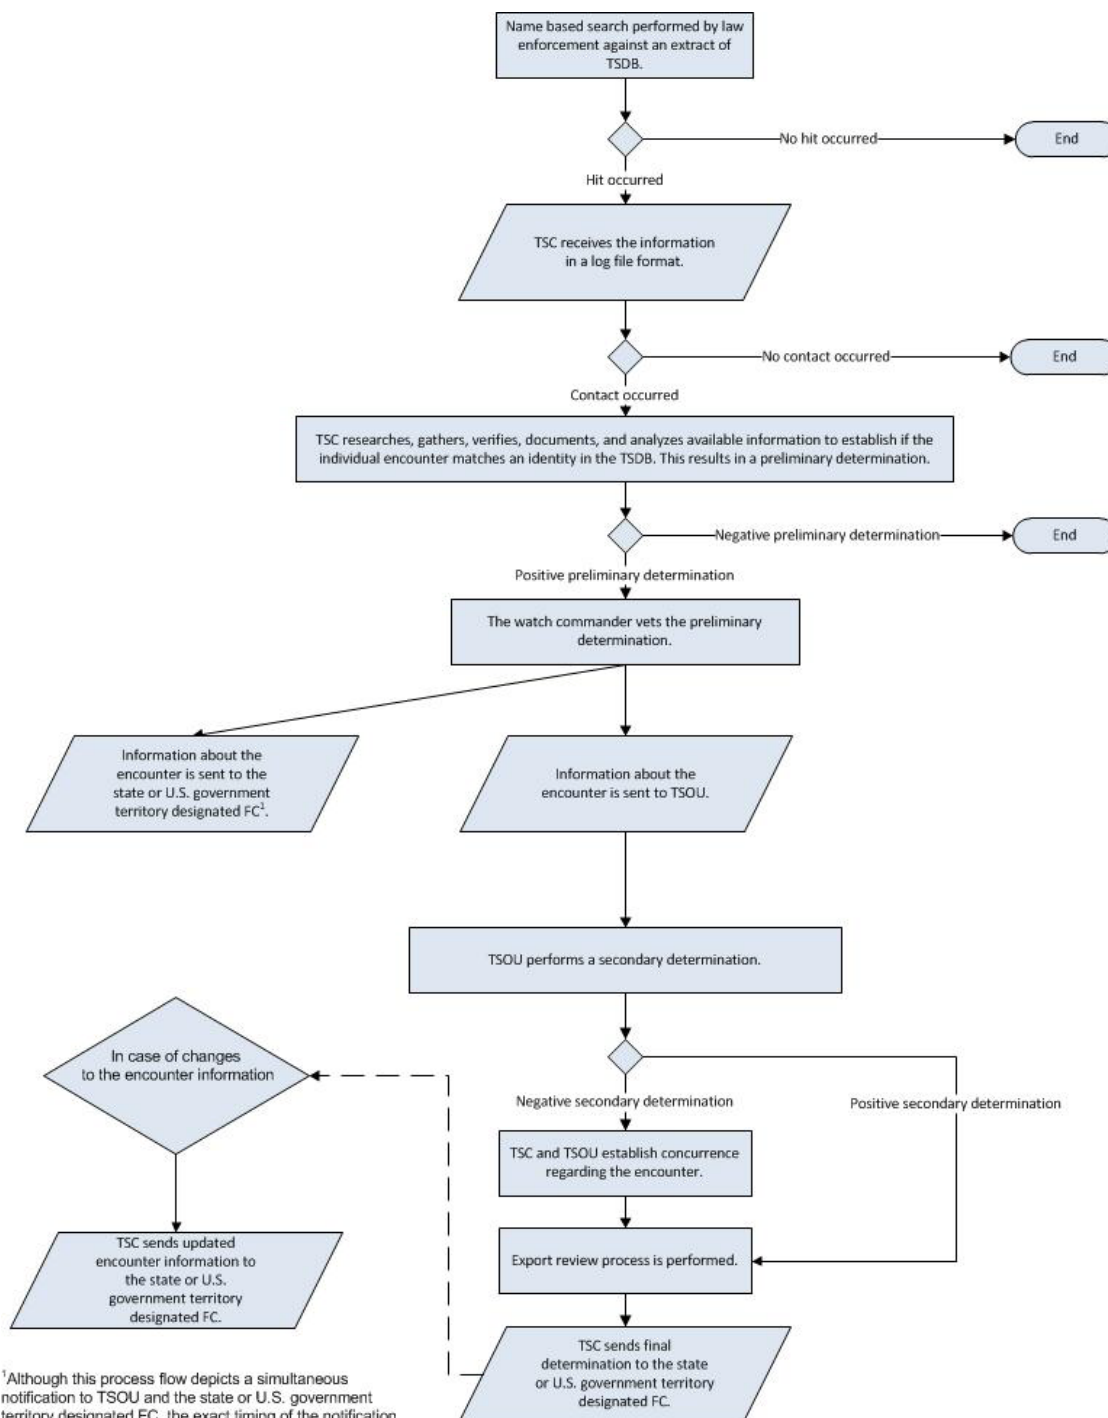 Name based search performed by law
enforcement against an extract of
TSDB.
No hit occurred
End
Hit occurred
TSC receives the information
in a log file format.
No contact occurred
End
Contact occurred
TSC researches, gathers, verifies, documents, and analyzes available information to establish if the
individual encounter matches an identity in the TSDB. This results in a preliminary determination.
Negative preliminary determination
End
Positive preliminary determination
The watch commander vets the preliminary
determination.
Information about the
encounter is sent to the
state or U.S. government
territory designated FC¹.
Information about the
encounter is sent to TSOU.
TSOU performs a secondary determination.
In case of changes
to the encounter information
Negative secondary determination
Positive secondary determination
TSC and TSOU establish concurrence
regarding the encounter.
Export review process is performed.
TSC sends updated
encounter information to
the state or U.S.
government territory
designated FC.
TSC sends final
determination to the state
or U.S. government territory
designated FC.
¹Although this process flow depicts a simultaneous
notification to TSOU and the state or U.S. government
territory designated FC, the exact timing of the notification